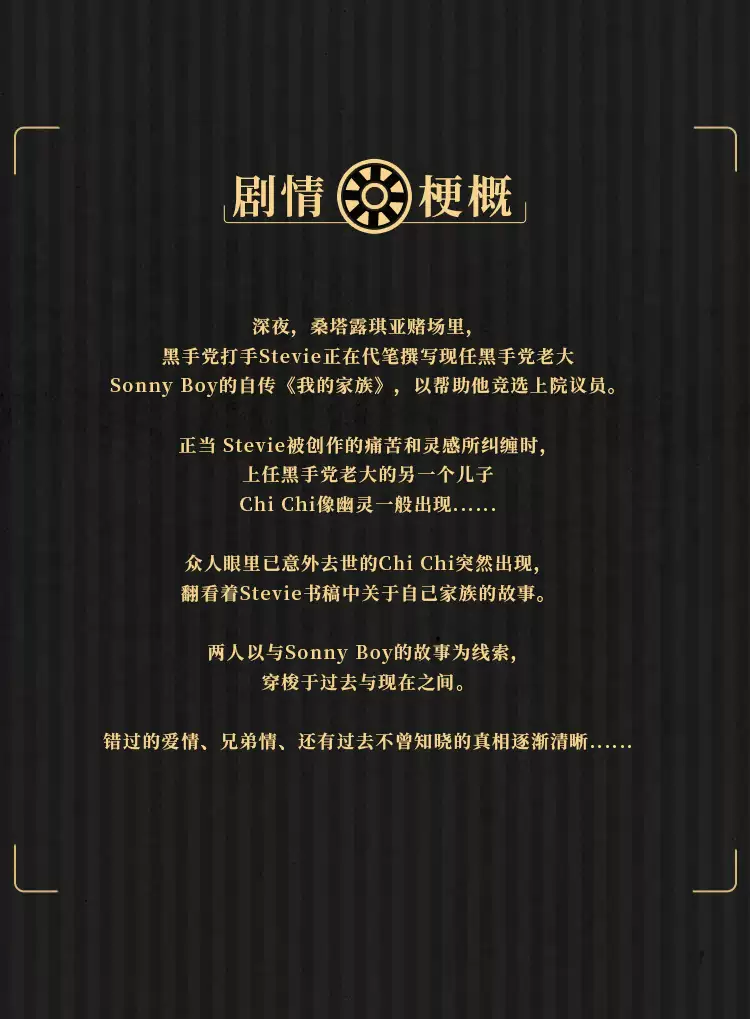 剧情梗概
深夜，桑塔露琪亚赌场里，
黑手党打手Stevie正在代笔撰写现任黑手党老大
Sonny Boy的自传《我的家族》，以帮助他竞选上院议员。
正当 Stevie被创作的痛苦和灵感所纠缠时，
上任黑手党老大的另一个儿子
Chi Chi像幽灵一般出现......
众人眼里已意外去世的Chi Chi突然出现，
翻看着Stevie书稿中关于自己家族的故事。
两人以与Sonny Boy的故事为线索，
穿梭于过去与现在之间。
错过的爱情、兄弟情、还有过去不曾知晓的真相逐渐清晰......